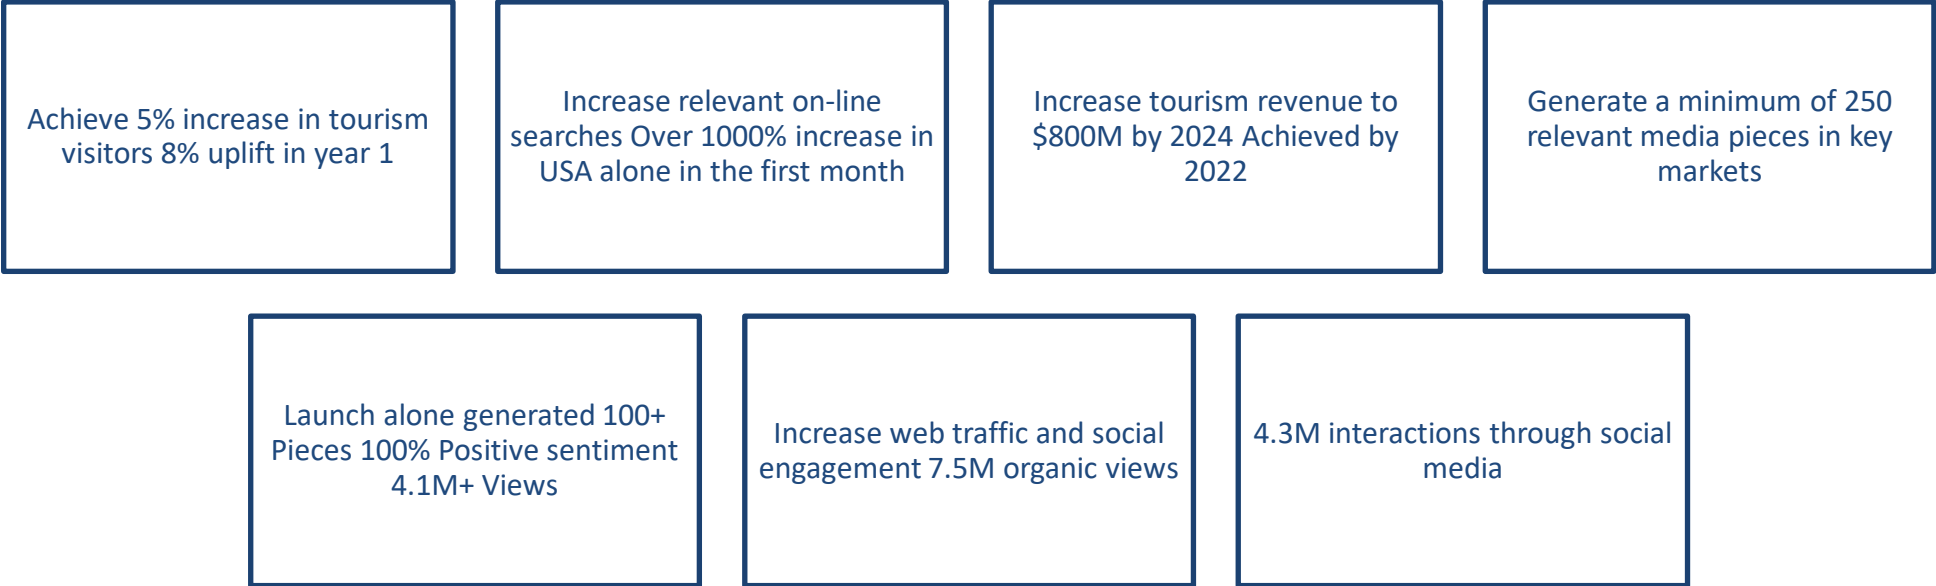 Achieve 5% increase in tourism
visitors 8% uplift in year 1
Increase relevant on-line
searches Over 1000% increase in
USA alone in the first month
Increase tourism revenue to
$800M by 2024 Achieved by
2022
Generate a minimum of 250
relevant media pieces in key
markets
Launch alone generated 100+
Pieces 100% Positive sentiment
4.1M+ Views
Increase web traffic and social
engagement 7.5M organic views
4.3M interactions through social
media